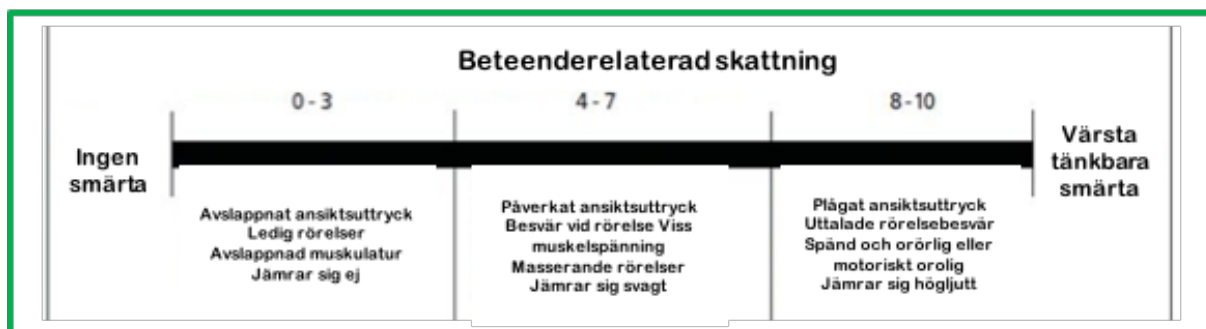 Beteenderelaterad skattning
0 - 3
4 - 7
8 - 10
Ingen
smärta
Värsta
tänkbara
smärta
Avslappnat ansiktsuttryck
Ledig rörelser
Avslappnad muskulatur
Jämrar sig ej
Påverkat ansiktsuttryck
Besvär vid rörelse Viss
muskelspänning
Masserande rörelser
Jämrar sig svagt
Plågat ansiktsuttryck
Uttalade rörelsebesvär
Spänd och orörlig eller
motoriskt orolig
Jämrar sig högljutt